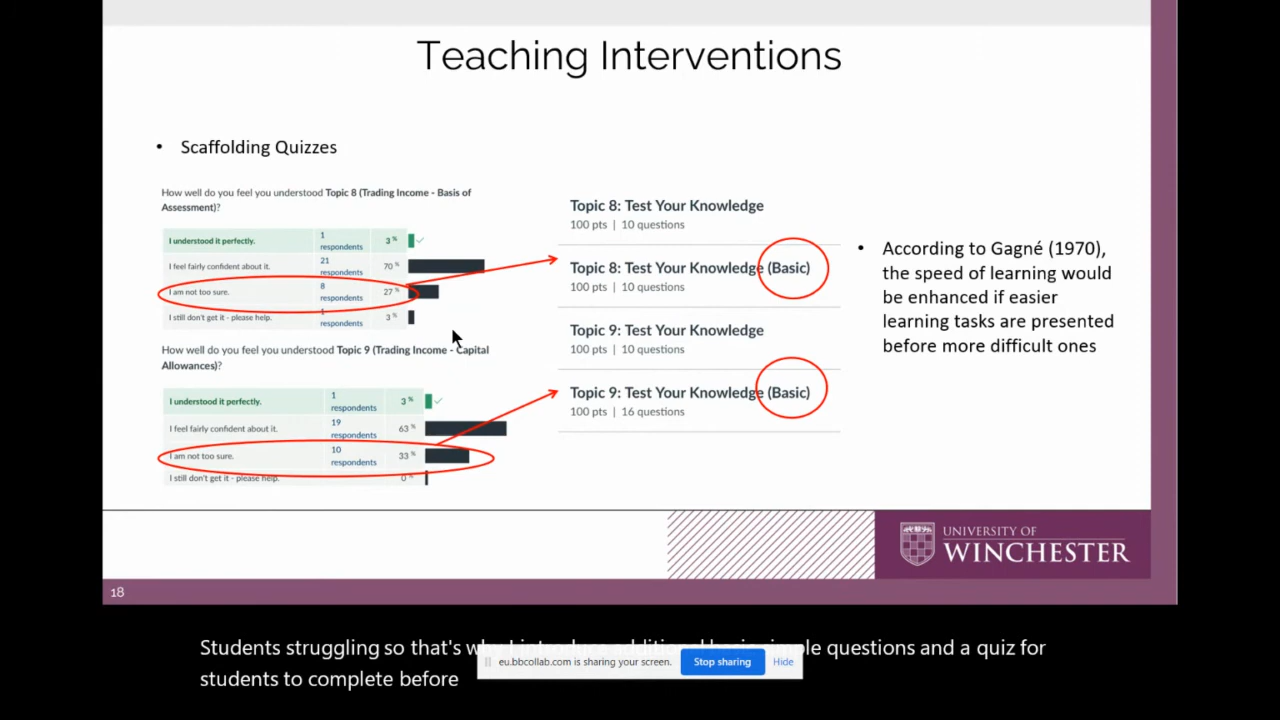 Teaching Interventions
• Scaffolding Quizzes
How well do you feel you understood Topic 8 (Trading Income - Basis of
Assessment)?
I understood it perfectly. 1 respondents 3 %
I feel fairly confident about it. 21 respondents 70 %
I am not too sure. 8 respondents 27 %
I still don't get it - please help. 1 respondents 3 %
How well do you feel you understood Topic 9 (Trading Income - Capital
Allowances)?
I understood it perfectly. 1 respondents 3 %
I feel fairly confident about it. 19 respondents 63 %
I am not too sure. 10 respondents 33 %
I still don't get it - please help. 0 %
Topic 8: Test Your Knowledge
100 pts | 10 questions
Topic 8: Test Your Knowledge (Basic)
100 pts | 10 questions
Topic 9: Test Your Knowledge
100 pts | 10 questions
Topic 9: Test Your Knowledge (Basic)
100 pts | 16 questions
• According to Gagné (1970),
the speed of learning would
be enhanced if easier
learning tasks are presented
before more difficult ones
UNIVERSITY OF
WINCHESTER
18
Students struggling so that's why I introduce additional basic simple questions and a quiz for
students to complete before
eu.bbcollab.com is sharing your screen. Stop sharing Hide